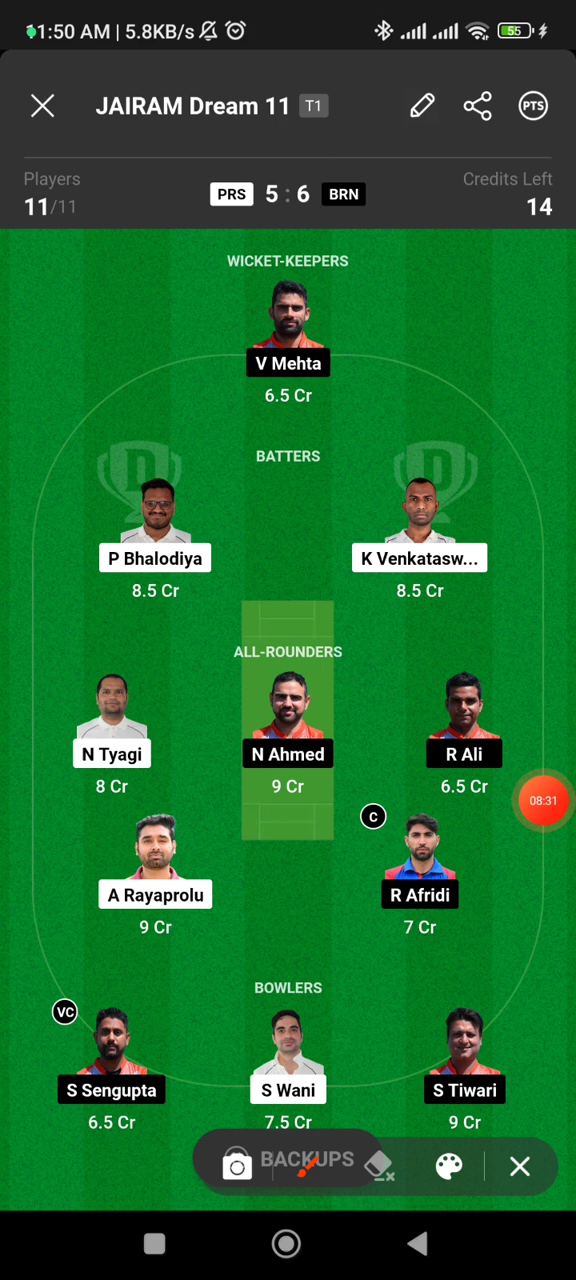 1:50 AM | 5.8KB/s
55
JAIRAM Dream 11 T1
PTS
Players
11/11
PRS 5 : 6 BRN
Credits Left
14
WICKET-KEEPERS
V Mehta
6.5 Cr
BATTERS
P Bhalodiya
K Venkatasw...
8.5 Cr
8.5 Cr
ALL-ROUNDERS
N Tyagi
N Ahmed
R Ali
8 Cr
9 Cr
6.5 Cr
08:31
C
A Rayaprolu
R Afridi
9 Cr
7 Cr
BOWLERS
VC
S Sengupta
S Wani
S Tiwari
6.5 Cr
7.5 Cr
9 Cr
BACKUPS